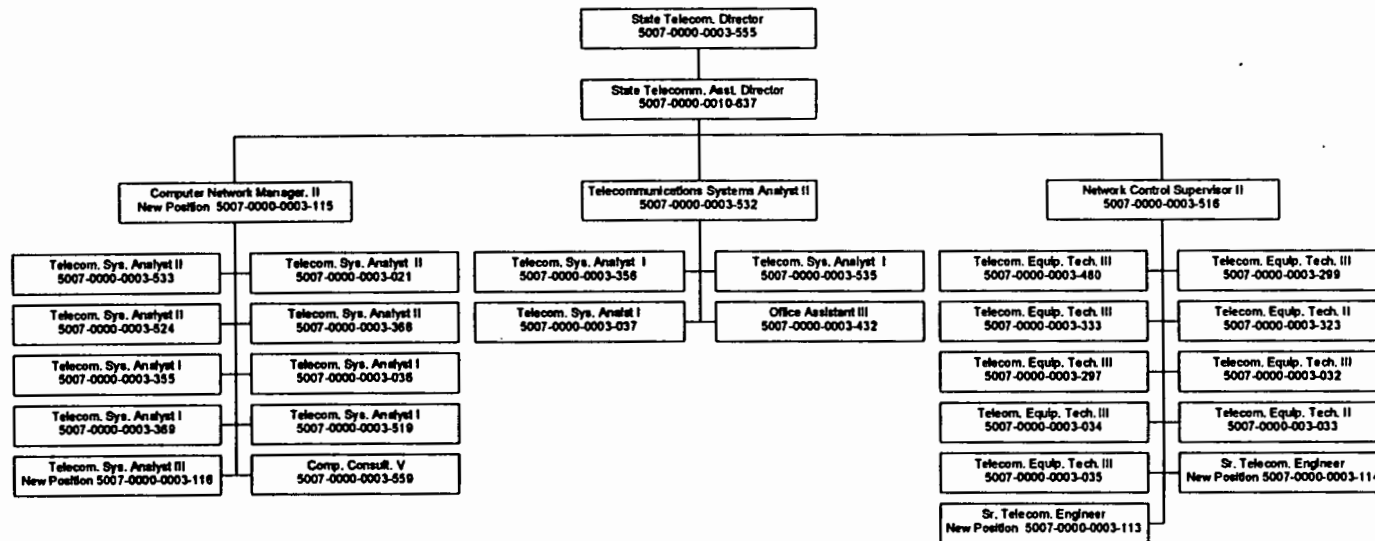 State Telecom. Director
5007-0000-0003-555
State Telecomm. Asst. Director
5007-0000-0010-637
Computer Network Manager, II
New Position 5007-0000-0003-115
Telecommunications Systems Analyst II
5007-0000-0003-532
Network Control Supervisor II
5007-0000-0003-516
Telecom. Sys. Analyst II
5007-0000-0003-533
Telecom. Sys. Analyst II
5007-0000-0003-021
Telecom. Sys. Analyst II
5007-0000-0003-524
Telecom. Sys. Analyst II
5007-0000-0003-368
Telecom. Sys. Analyst I
5007-0000-0003-355
Telecom. Sys. Analyst I
5007-0000-0003-036
Telecom. Sys. Analyst I
5007-0000-0003-369
Telecom. Sys. Analyst I
5007-0000-0003-519
Telecom. Sys. Analyst III
New Position 5007-0000-0003-116
Comp. Consult. V
5007-0000-0003-559
Telecom. Sys. Analyst I
5007-0000-0003-356
Telecom. Sys. Analyst I
5007-0000-0003-535
Telecom. Sys. Analst I
5007-0000-0003-037
Office Assistant III
5007-0000-0003-432
Telecom. Equip. Tech. III
5007-0000-0003-480
Telecom. Equip. Tech. III
5007-0000-0003-299
Telecom. Equip. Tech. III
5007-0000-0003-333
Telecom. Equip. Tech. II
5007-0000-0003-323
Telecom. Equip. Tech. III
5007-0000-0003-297
Telecom. Equip. Tech. III
5007-0000-0003-032
Teleom. Equip. Tech. III
5007-0000-0003-034
Telecom. Equip. Tech. II
5007-0000-003-033
Telecom. Equip. Tech. III
5007-0000-0003-035
Sr. Telecom. Engineer
New Position 5007-0000-0003-114
Sr. Telecom. Engineer
New Position 5007-0000-0003-113